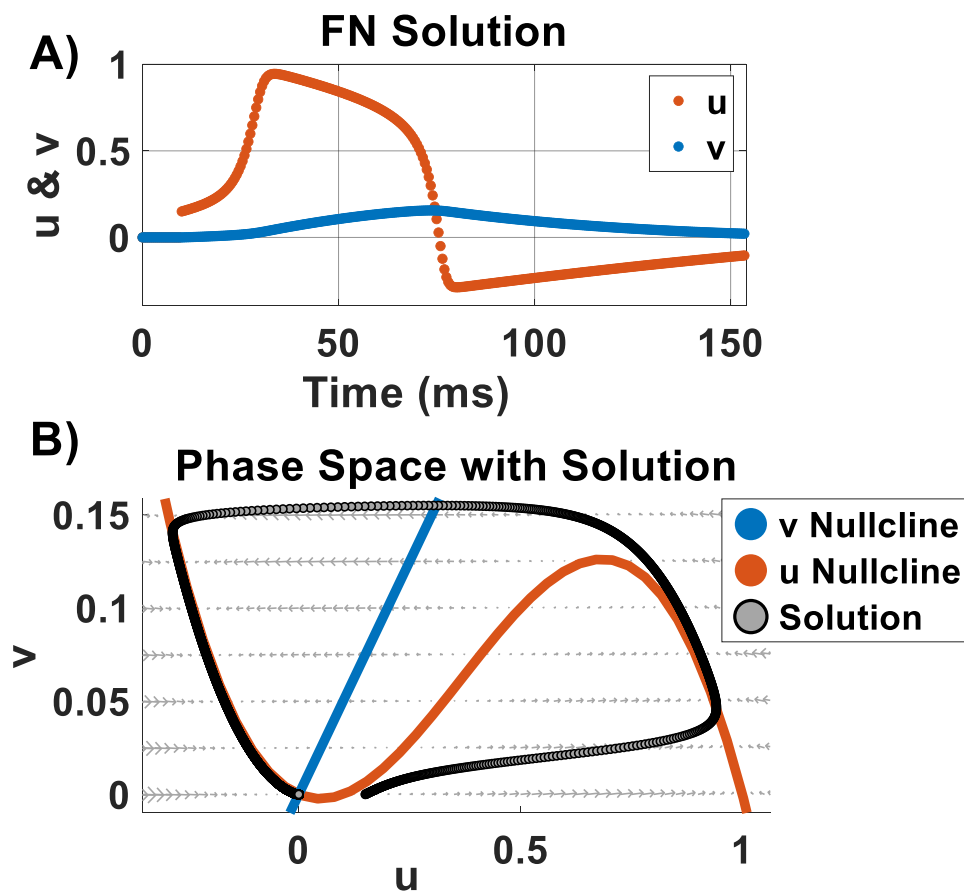 A)
FN Solution
u & v
1
0.5
0
u
v
0
50
100
150
Time (ms)
B)
Phase Space with Solution
v
0.15
0.1
0.05
0
v Nullcline
u Nullcline
Solution
0
0.5
1
u